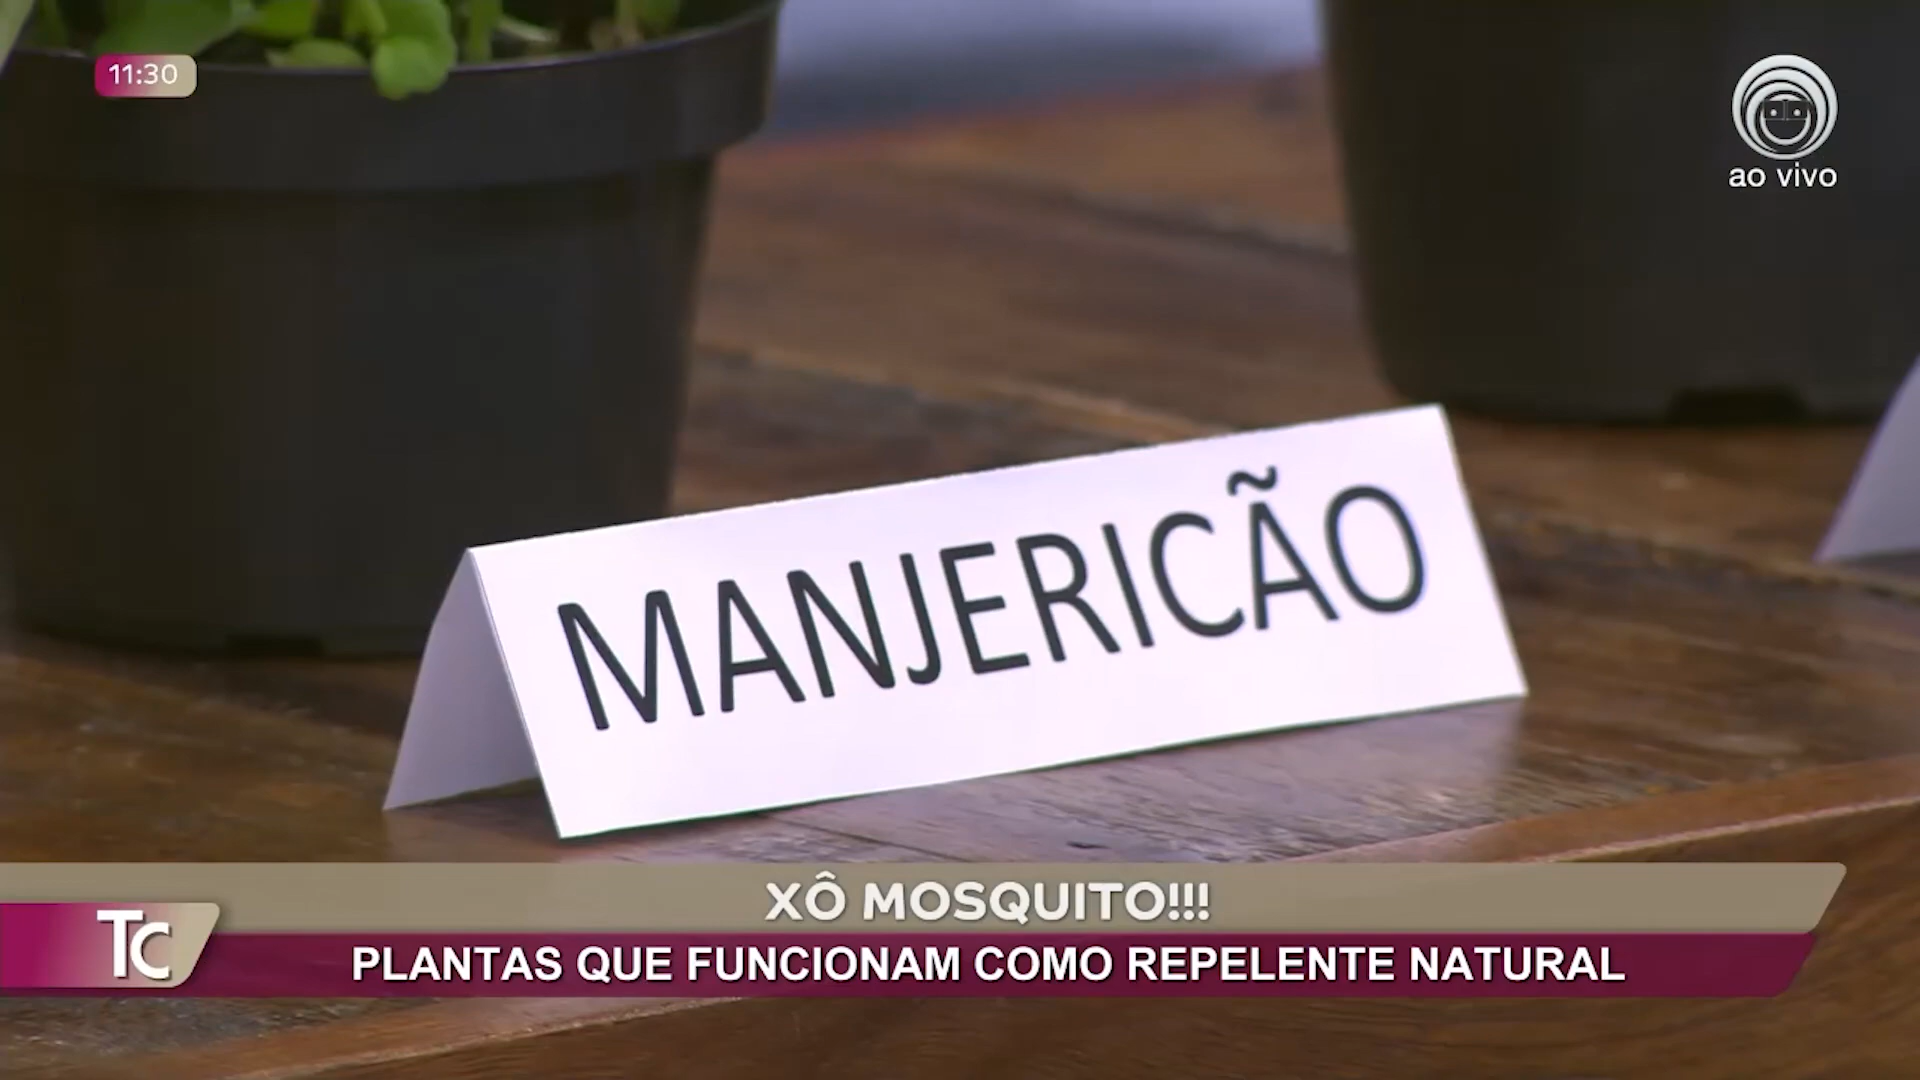 11:30
ao vivo
MANJERICÃO
XÔ MOSQUITO!!!
Tc
PLANTAS QUE FUNCIONAM COMO REPELENTE NATURAL